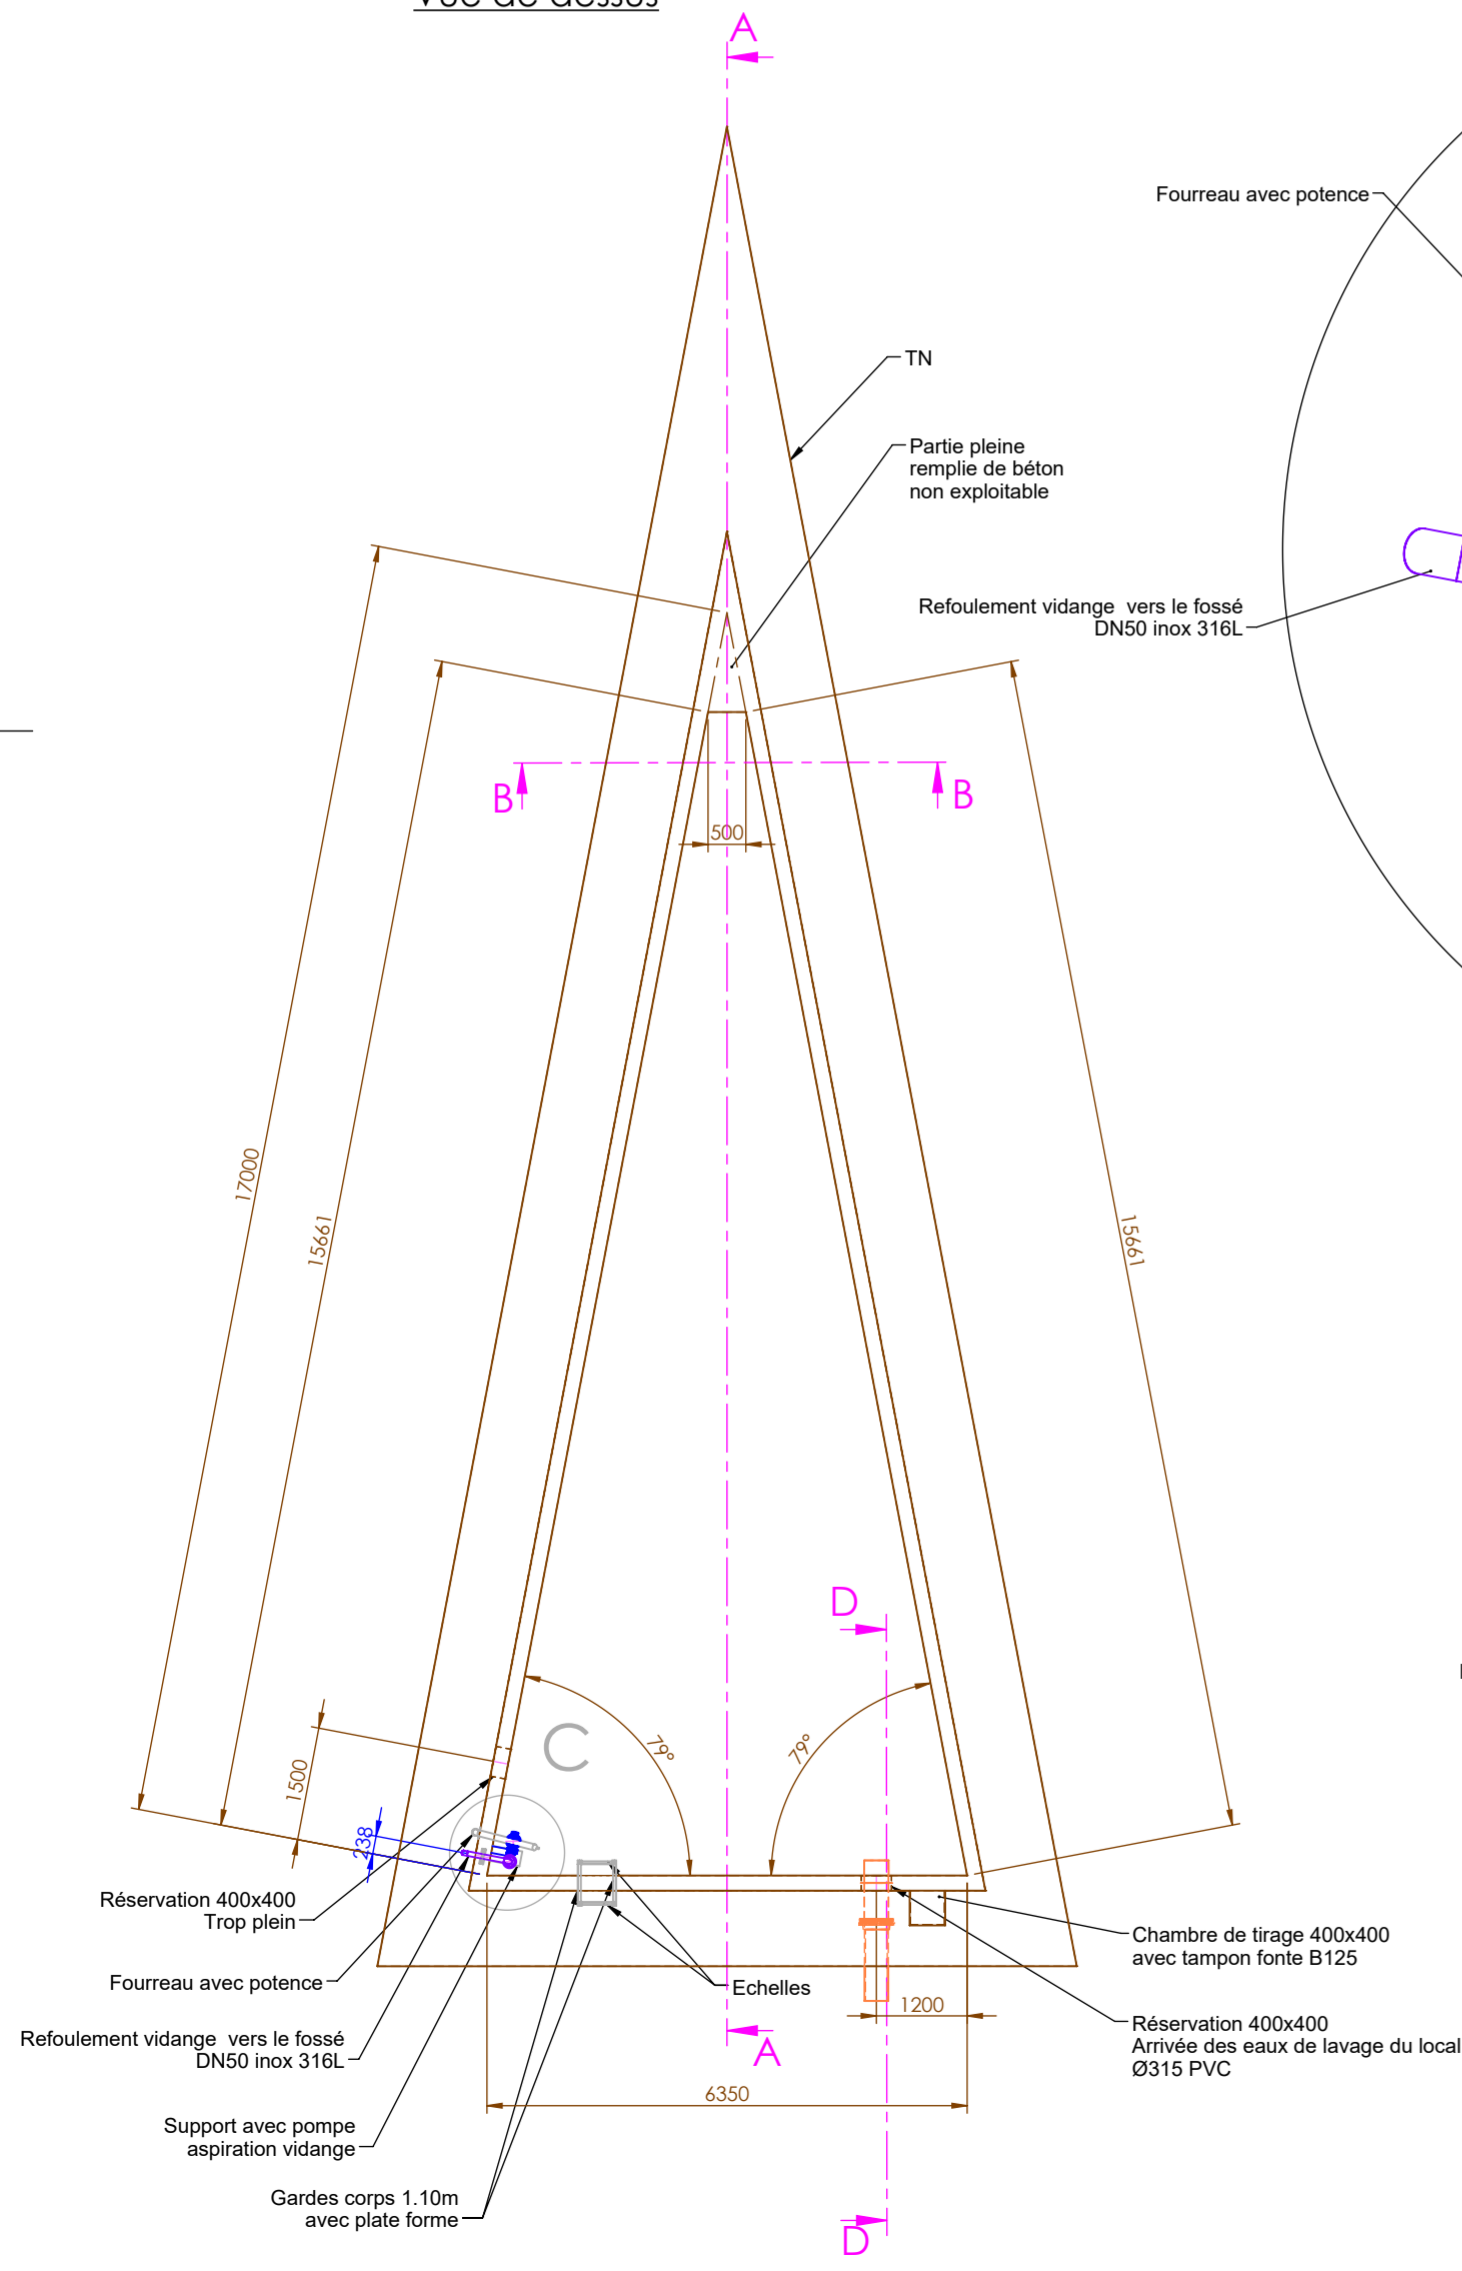 Vue de dessus
A
Fourreau avec potence
TN
Partie pleine
remplie de béton
non exploitable
Refoulement vidange  vers le fossé
DN50 inox 316L
B
B
500
17000
15661
15661
D
C
79°
79°
1500
238
Réservation 400x400
Trop plein
Fourreau avec potence
Refoulement vidange  vers le fossé
DN50 inox 316L
Support avec pompe
aspiration vidange
Gardes corps 1.10m
avec plate forme
Echelles
Chambre de tirage 400x400
avec tampon fonte B125
1200
Réservation 400x400
Arrivée des eaux de lavage du local
Ø315 PVC
A
6350
D